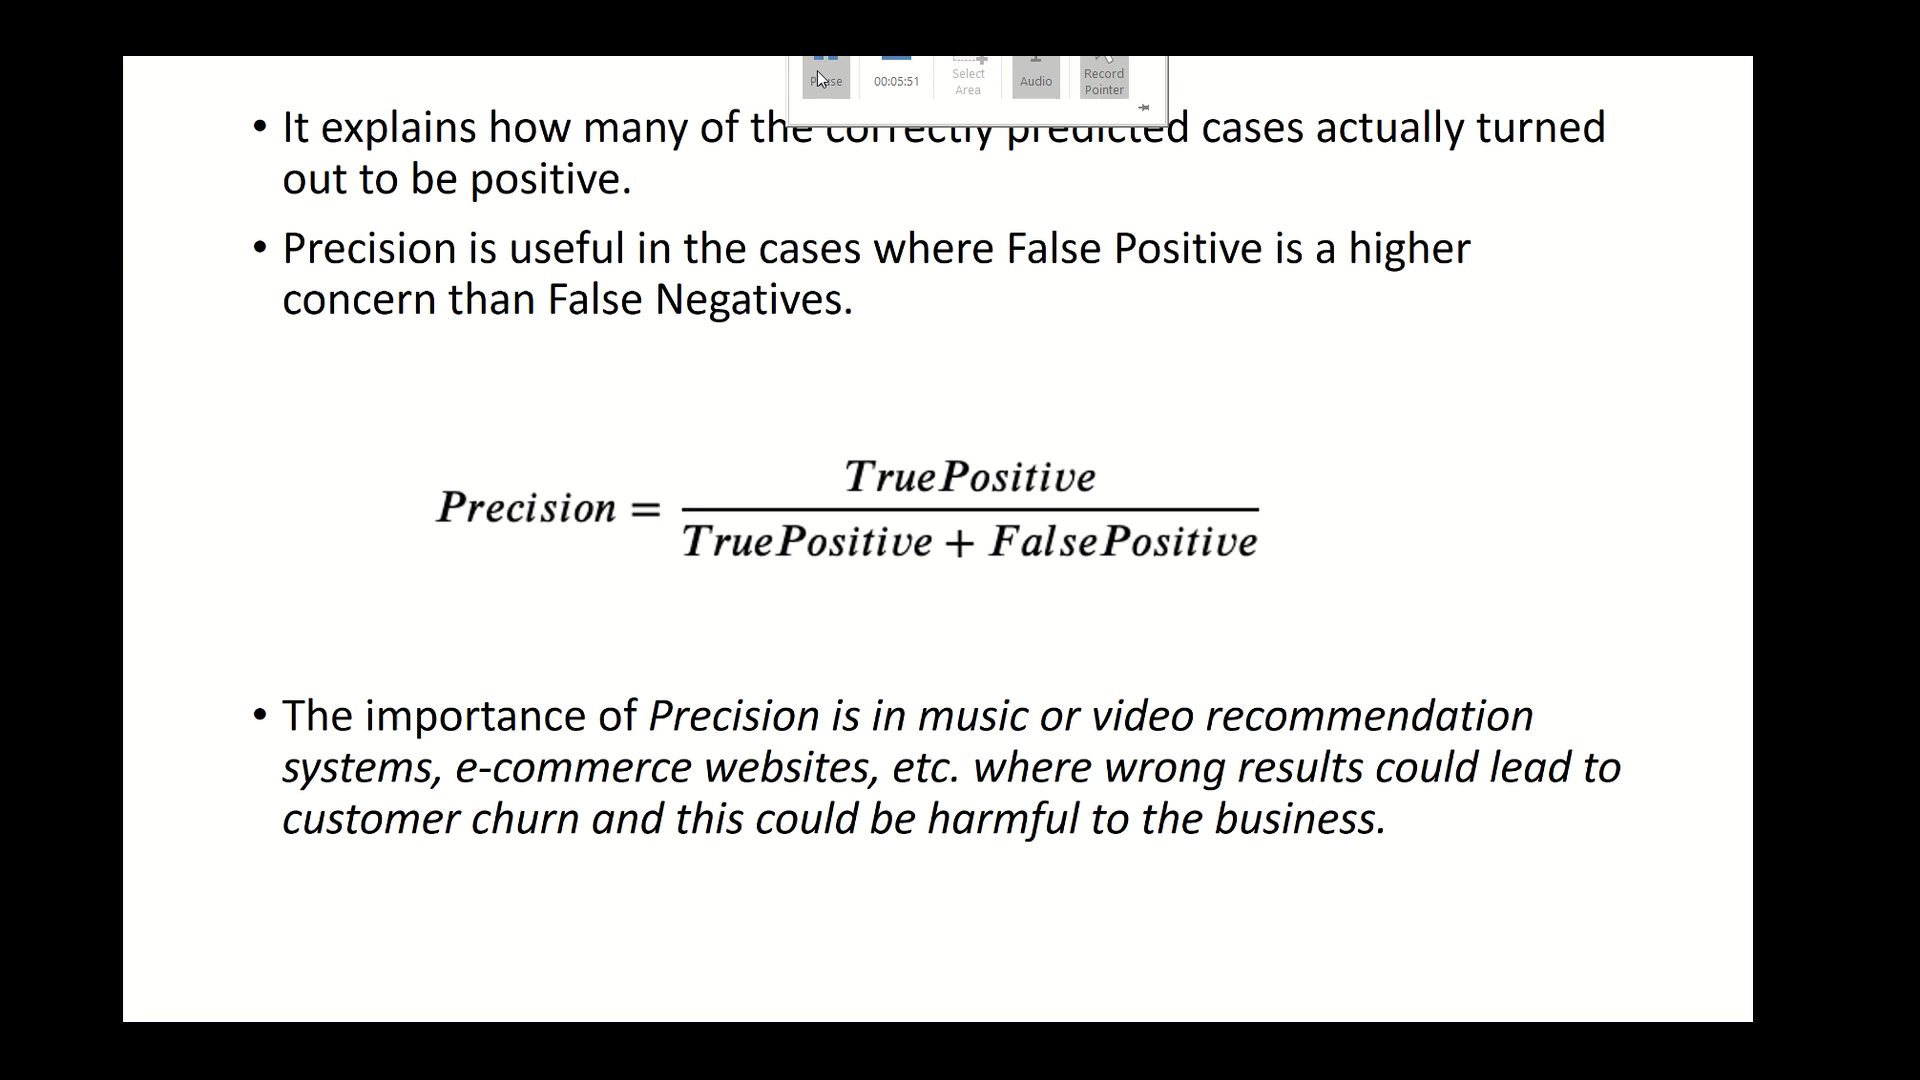 Pause 00:05:51 Select Area Audio Record Pointer
• It explains how many of the correctly predicted cases actually turned
out to be positive.
• Precision is useful in the cases where False Positive is a higher
concern than False Negatives.
Precision = TruePositive / TruePositive + FalsePositive
• The importance of Precision is in music or video recommendation
systems, e-commerce websites, etc. where wrong results could lead to
customer churn and this could be harmful to the business.